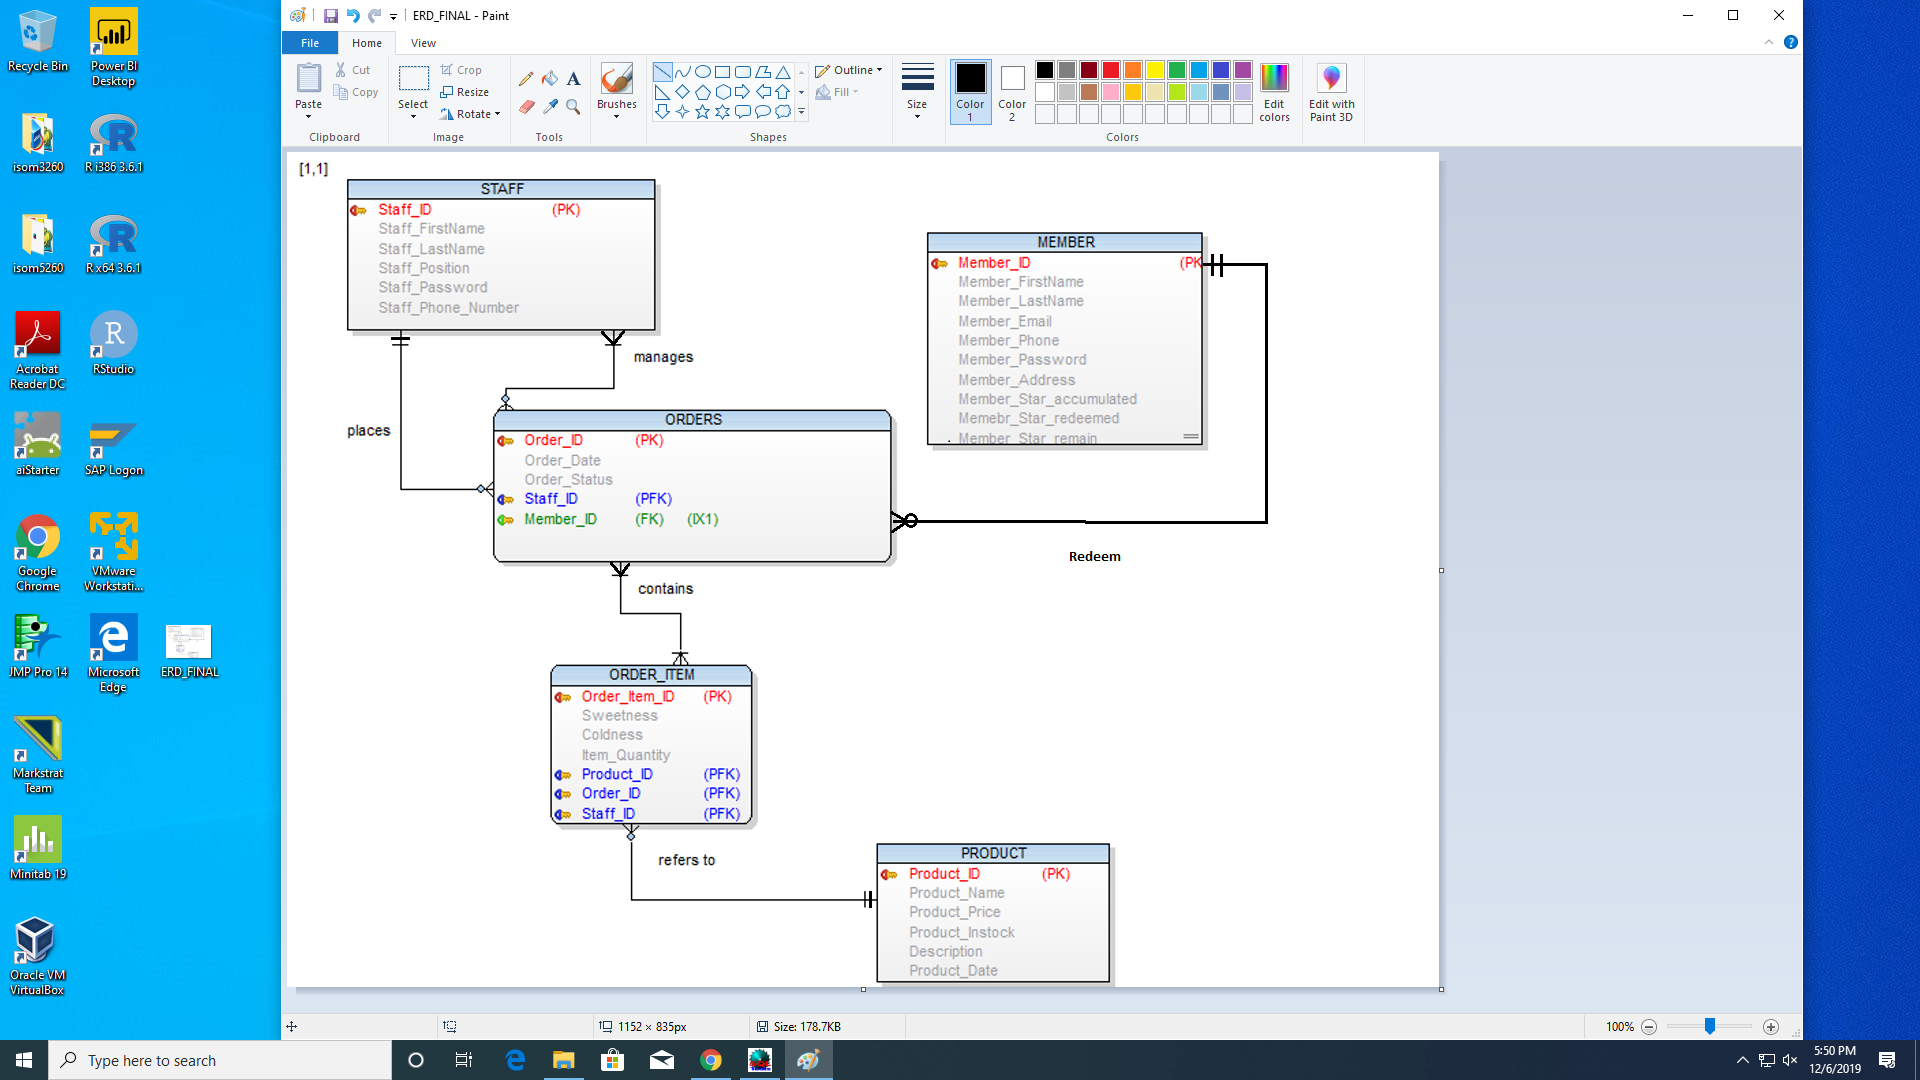 Recycle Bin
Power BI Desktop
isom3260
R i386 3.6.1
isom5260
R x64 3.6.1
Acrobat Reader DC
RStudio
aiStarter
SAP Logon
Google Chrome
VMware Workstati...
JMP Pro 14
Microsoft Edge
ERD_FINAL
Markstrat Team
Minitab 19
Oracle VM VirtualBox
ERD_FINAL - Paint
File
Home
View
Paste
Cut
Copy
Clipboard
Select
Crop
Resize
Rotate
Image
Tools
Brushes
Shapes
Outline
Fill
Size
Color 1
Color 2
Edit colors
Colors
Edit with Paint 3D
[1,1]
STAFF
Staff_ID (PK)
Staff_FirstName
Staff_LastName
Staff_Position
Staff_Password
Staff_Phone_Number
manages
places
MEMBER
Member_ID (PK
Member_FirstName
Member_LastName
Member_Email
Member_Phone
Member_Password
Member_Address
Member_Star_accumulated
Memebr_Star_redeemed
Member_Star_remain
ORDERS
Order_ID (PK)
Order_Date
Order_Status
Staff_ID (PFK)
Member_ID (FK) (IX1)
Redeem
contains
ORDER_ITEM
Order_Item_ID (PK)
Sweetness
Coldness
Item_Quantity
Product_ID (PFK)
Order_ID (PFK)
Staff_ID (PFK)
refers to
PRODUCT
Product_ID (PK)
Product_Name
Product_Price
Product_Instock
Description
Product_Date
1152 × 835px
Size: 178.7KB
100%
Type here to search
5:50 PM
12/6/2019